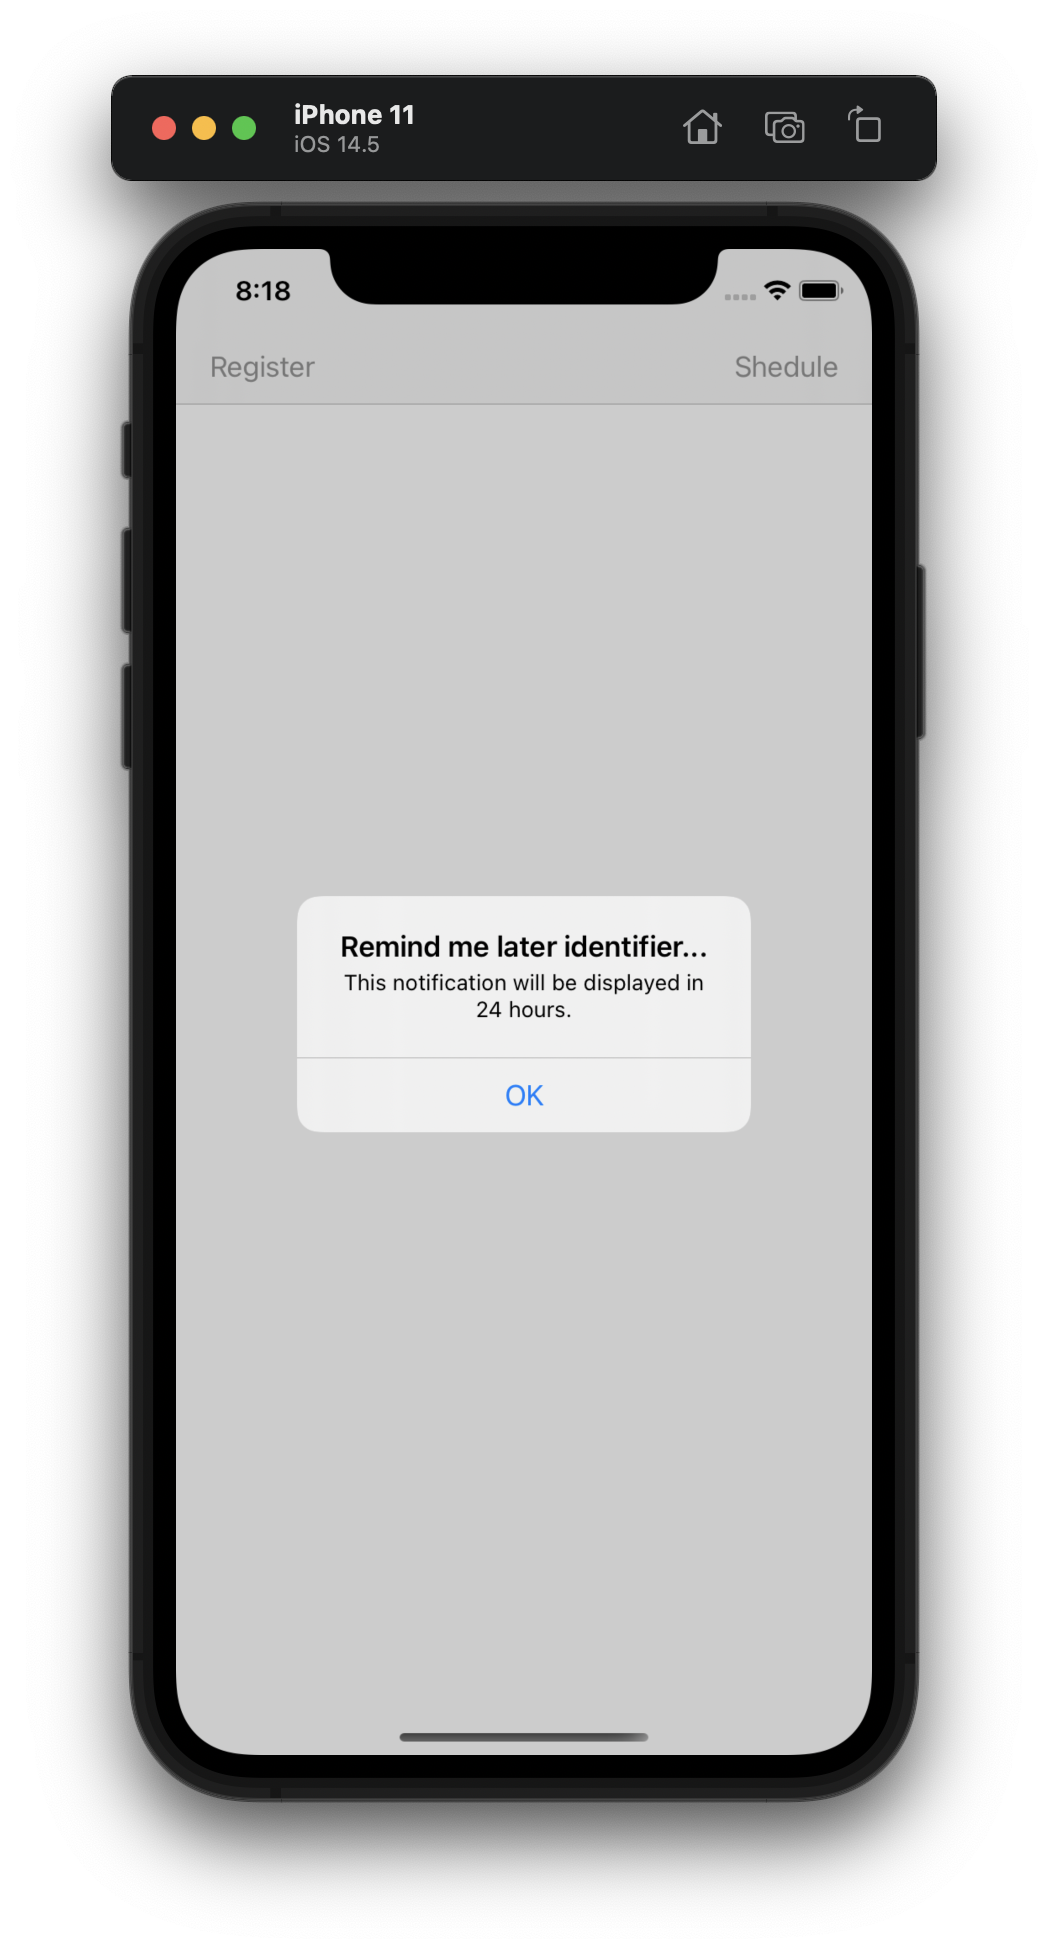 iPhone 11
iOS 14.5
8:18
Register
Shedule
Remind me later identifier...
This notification will be displayed in
24 hours.
OK